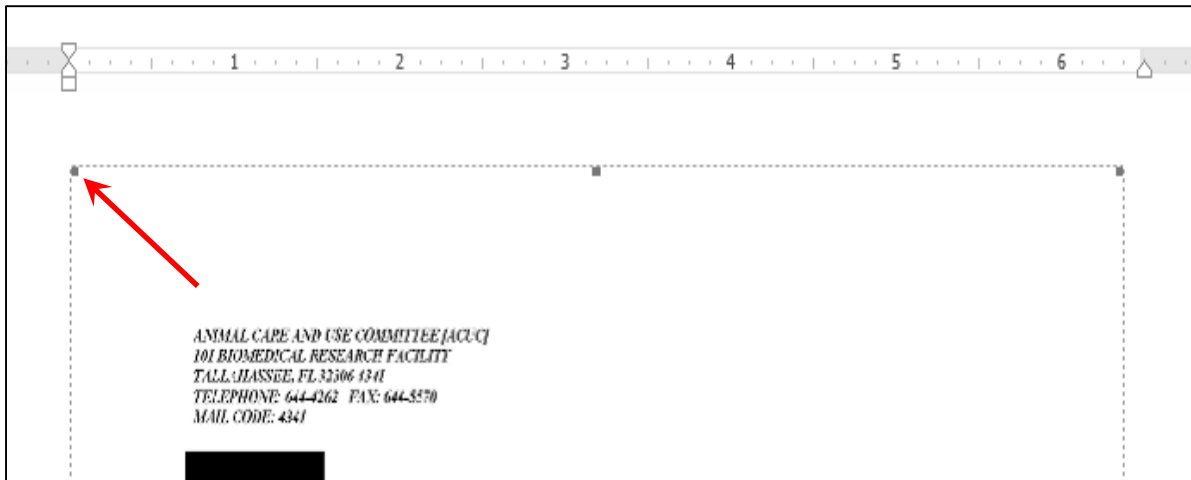 1 2 3 4 5 6
ANIMAL CARE AND USE COMMITTEE [ACUC]
101 BIOMEDICAL RESEARCH FACILITY
TALLAHASSEE, FL 32306-4341
TELEPHONE: 644-4262 FAX: 644-5570
MAIL CODE: 4341